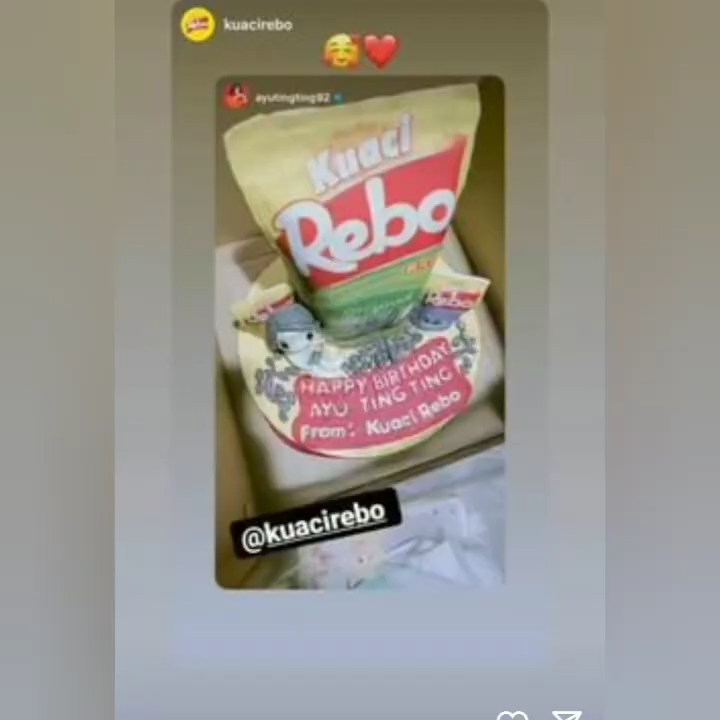 kuacirebo
ayutingting92
Kuaci
Rebo
Rebo
HAPPY BIRTHDAY
AYU TING TING
From: Kuaci Rebo
@kuacirebo